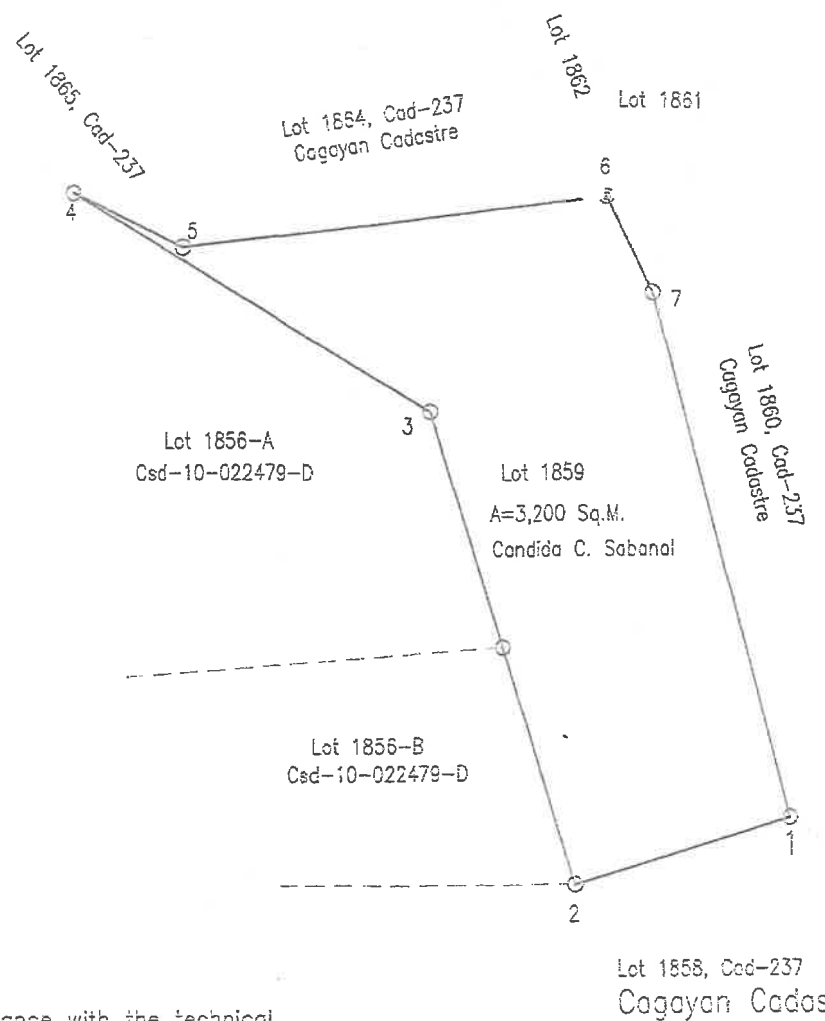 Lot 1865, Cad-237
Lot 1864, Cad-237
Cagayan Cadastre
Lot 1862
Lot 1861
6
4
5
7
3
Lot 1860, Cad-237
Cagayan Cadastre
Lot 1856-A
Csd-10-022479-D
Lot 1859
A=3,200 Sq.M.
Candida C. Sabanal
Lot 1856-B
Csd-10-022479-D
1
2
Lot 1858, Cad-237
Cagayan Cadas
ance with the technical